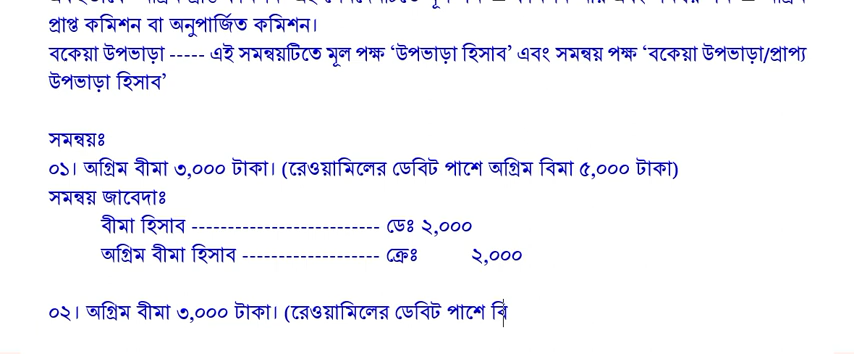 প্রাপ্ত কমিশন বা অনুপার্জিত কমিশন।
বকেয়া উপভাড়া ----- এই সমন্বয়টিতে মূল পক্ষ ‘উপভাড়া হিসাব’ এবং সমন্বয় পক্ষ ‘বকেয়া উপভাড়া/প্রাপ্য
উপভাড়া হিসাব’
সমন্বয়ঃ
০১। অগ্রিম বীমা ৩,০০০ টাকা। (রেওয়ামিলের ডেবিট পাশে অগ্রিম বিমা ৫,০০০ টাকা)
সমন্বয় জাবেদাঃ
বীমা হিসাব -------------------------- ডেঃ ২,০০০
অগ্রিম বীমা হিসাব ------------------- ক্রেঃ ২,০০০
০২। অগ্রিম বীমা ৩,০০০ টাকা। (রেওয়ামিলের ডেবিট পাশে বি